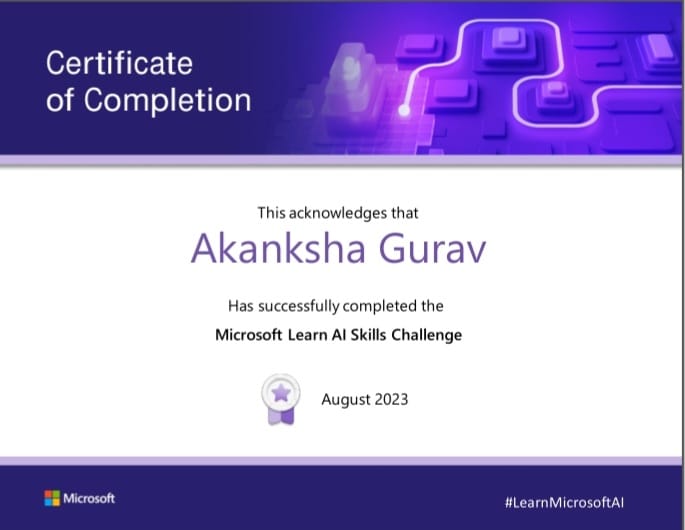 Certificate
of Completion
This acknowledges that
Akanksha Gurav
Has successfully completed the
Microsoft Learn AI Skills Challenge
August 2023
Microsoft
#LearnMicrosoftAI